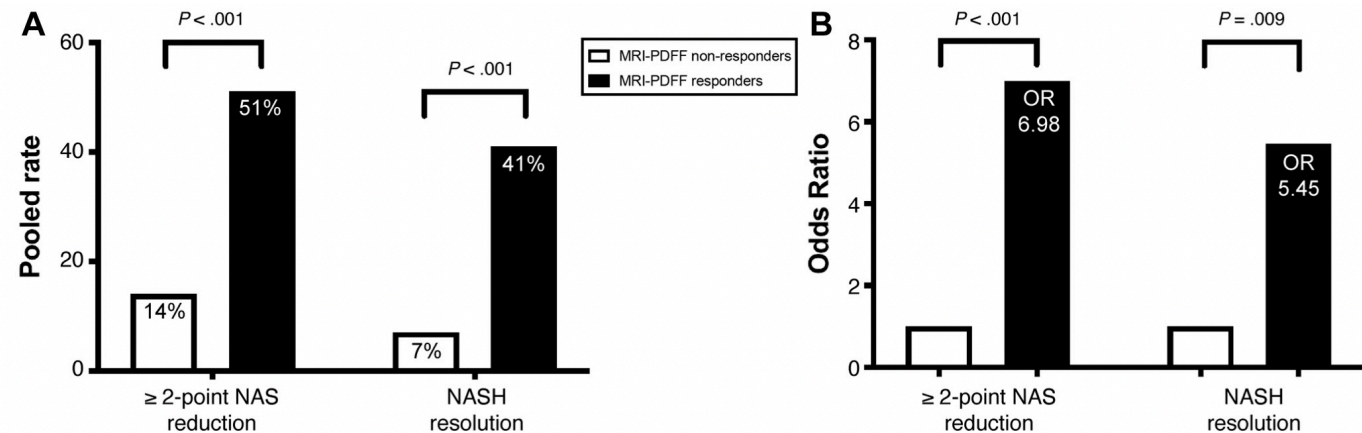 A
P < .001
60
40
20
0
Pooled rate
P < .001
51%
14%
41%
7%
≥ 2-point NAS
reduction
NASH
resolution
MRI-PDFF non-responders
MRI-PDFF responders
B
P < .001
P = .009
8
6
4
2
0
Odds Ratio
OR
6.98
OR
5.45
≥ 2-point NAS
reduction
NASH
resolution